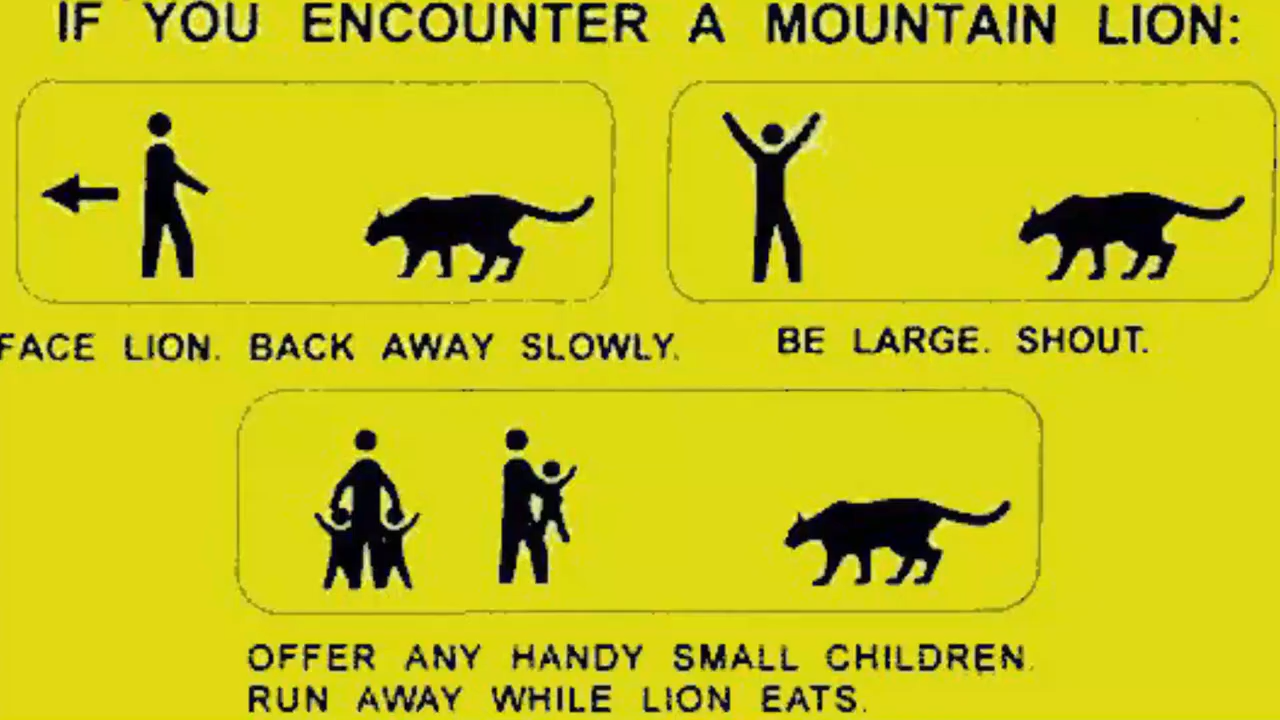 IF YOU ENCOUNTER A MOUNTAIN LION:
FACE LION. BACK AWAY SLOWLY.
BE LARGE. SHOUT.
OFFER ANY HANDY SMALL CHILDREN.
RUN AWAY WHILE LION EATS.